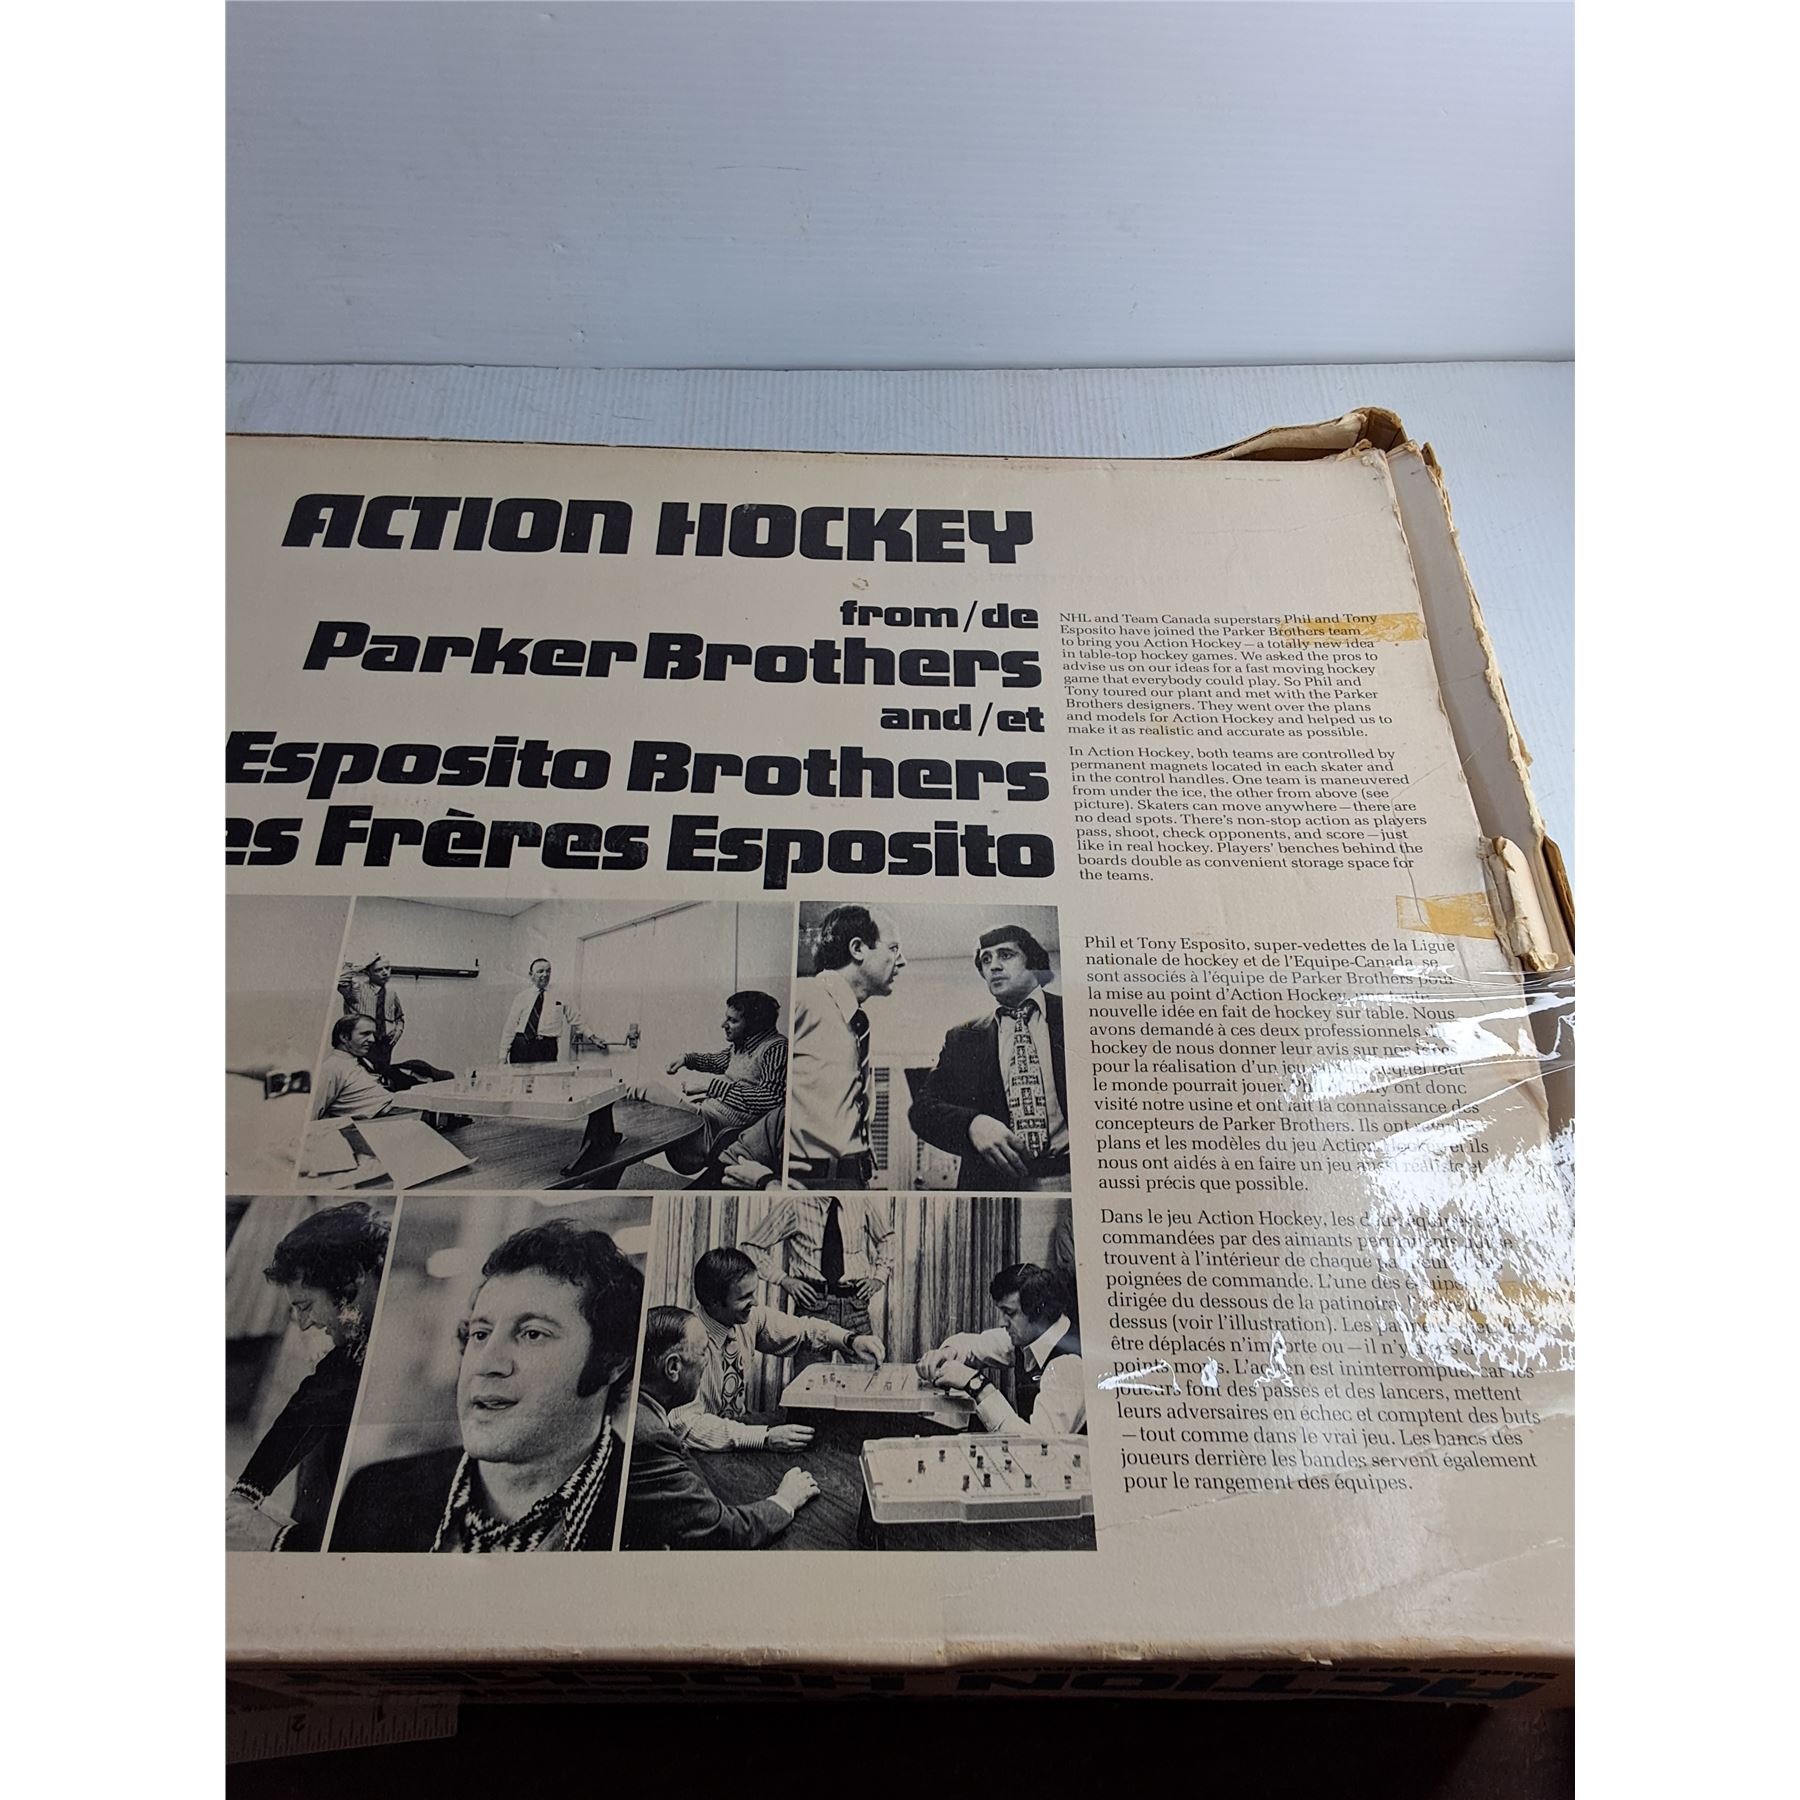 ACTION HOCKEY
from/de
Parker Brothers
and/et
Esposito Brothers
es Frères Esposito
NHL and Team Canada superstars Phil and Tony
Esposito have joined the Parker Brothers team
to bring you Action Hockey—a totally new idea
in table-top hockey games. We asked the pros to
advise us on our ideas for a fast moving hockey
game that everybody could play. So Phil and
Tony toured our plant and met with the Parker
Brothers designers. They went over the plans
and models for Action Hockey and helped us to
make it as realistic and accurate as possible.
In Action Hockey, both teams are controlled by
permanent magnets located in each skater and
in the control handles. One team is maneuvered
from under the ice, the other from above (see
picture). Skaters can move anywhere—there are
no dead spots. There's non-stop action as players
pass, shoot, check opponents, and score—just
like in real hockey. Players' benches behind the
boards double as convenient storage space for
the teams.
Phil et Tony Esposito, super-vedettes de la Ligue
nationale de hockey et de l'Equipe-Canada, se
sont associés à l'équipe de Parker Brothers pour
la mise au point d'Action Hockey, une toute
nouvelle idée en fait de hockey sur table. Nous
avons demandé à ces deux professionnels
hockey de nous donner leur avis sur nos
pour la réalisation d'un jeu tout
le monde pourrait jouer. ont donc
visité notre usine et ont fait la connaissance des
concepteurs de Parker Brothers. Ils ont
plans et les modèles du jeu Action Hockey et ils
nous ont aidés à en faire un jeu aussi réaliste et
aussi précis que possible.
Dans le jeu Action Hockey, les
commandées par des aimants permanents
trouvent à l'intérieur de chaque
poignées de commande. L'une des
dirigée du dessous de la patinoire,
dessus (voir l'illustration). Les
être déplacés n'importe ou—il n'y
points morts. L'action est ininterrompue, car les
joueurs font des passes et des lancers, mettent
leurs adversaires en échec et comptent des buts
—tout comme dans le vrai jeu. Les bancs des
joueurs derrière les bandes servent également
pour le rangement des équipes.
ACTION HOCKEY
1
2